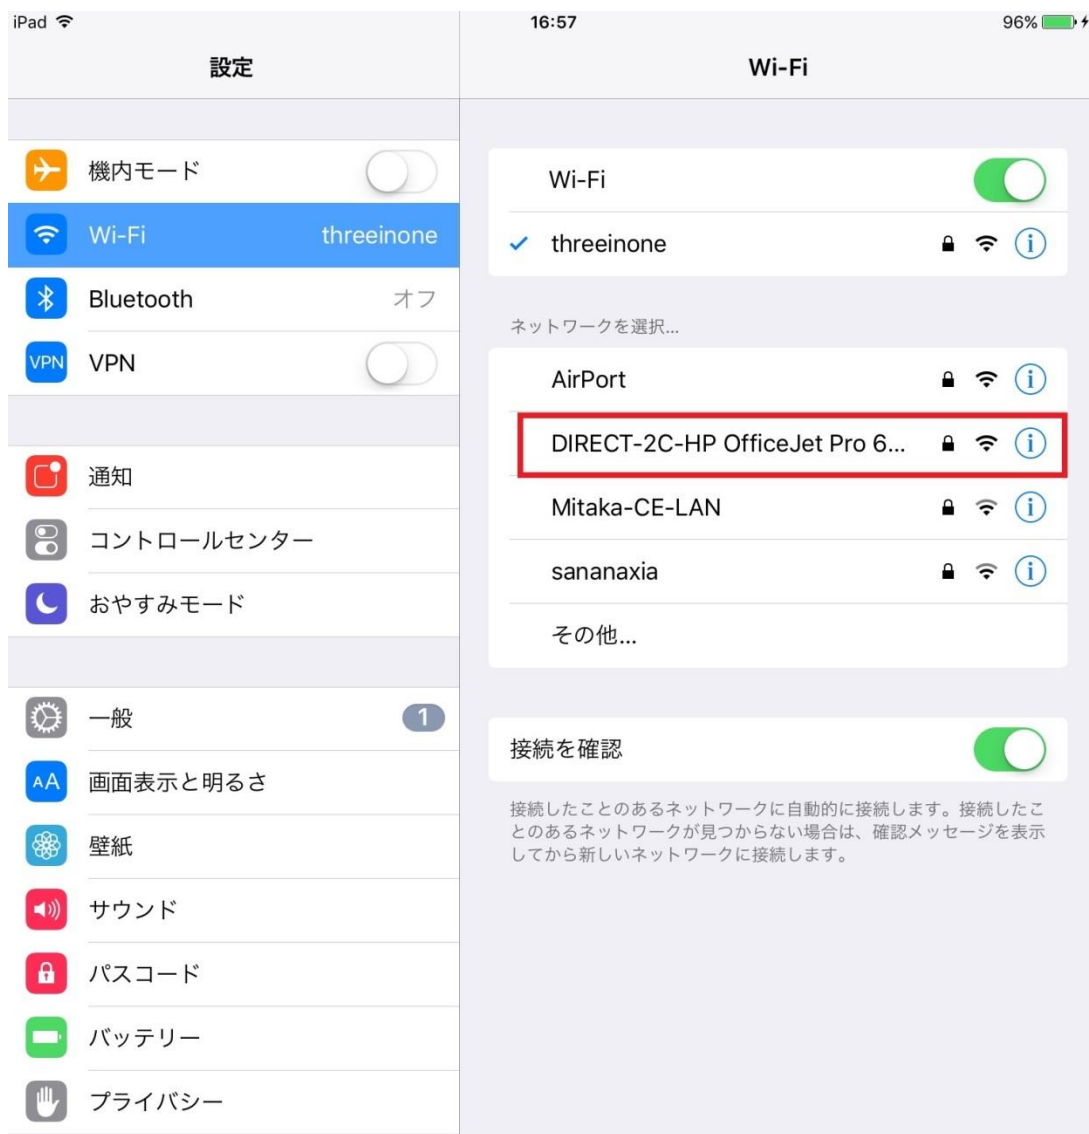 iPad 16:57 96%
設定
Wi-Fi
機内モード
Wi-Fi threeinone
Bluetooth オフ
VPN VPN
通知
コントロールセンター
おやすみモード
一般 1
AA 画面表示と明るさ
壁紙
サウンド
パスコード
バッテリー
プライバシー
Wi-Fi
threeinone
ネットワークを選択...
AirPort
DIRECT-2C-HP OfficeJet Pro 6...
Mitaka-CE-LAN
sananaxia
その他...
接続を確認
接続したことのあるネットワークに自動的に接続します。接続したこ
とのあるネットワークが見つからない場合は、確認メッセージを表示
してから新しいネットワークに接続します。